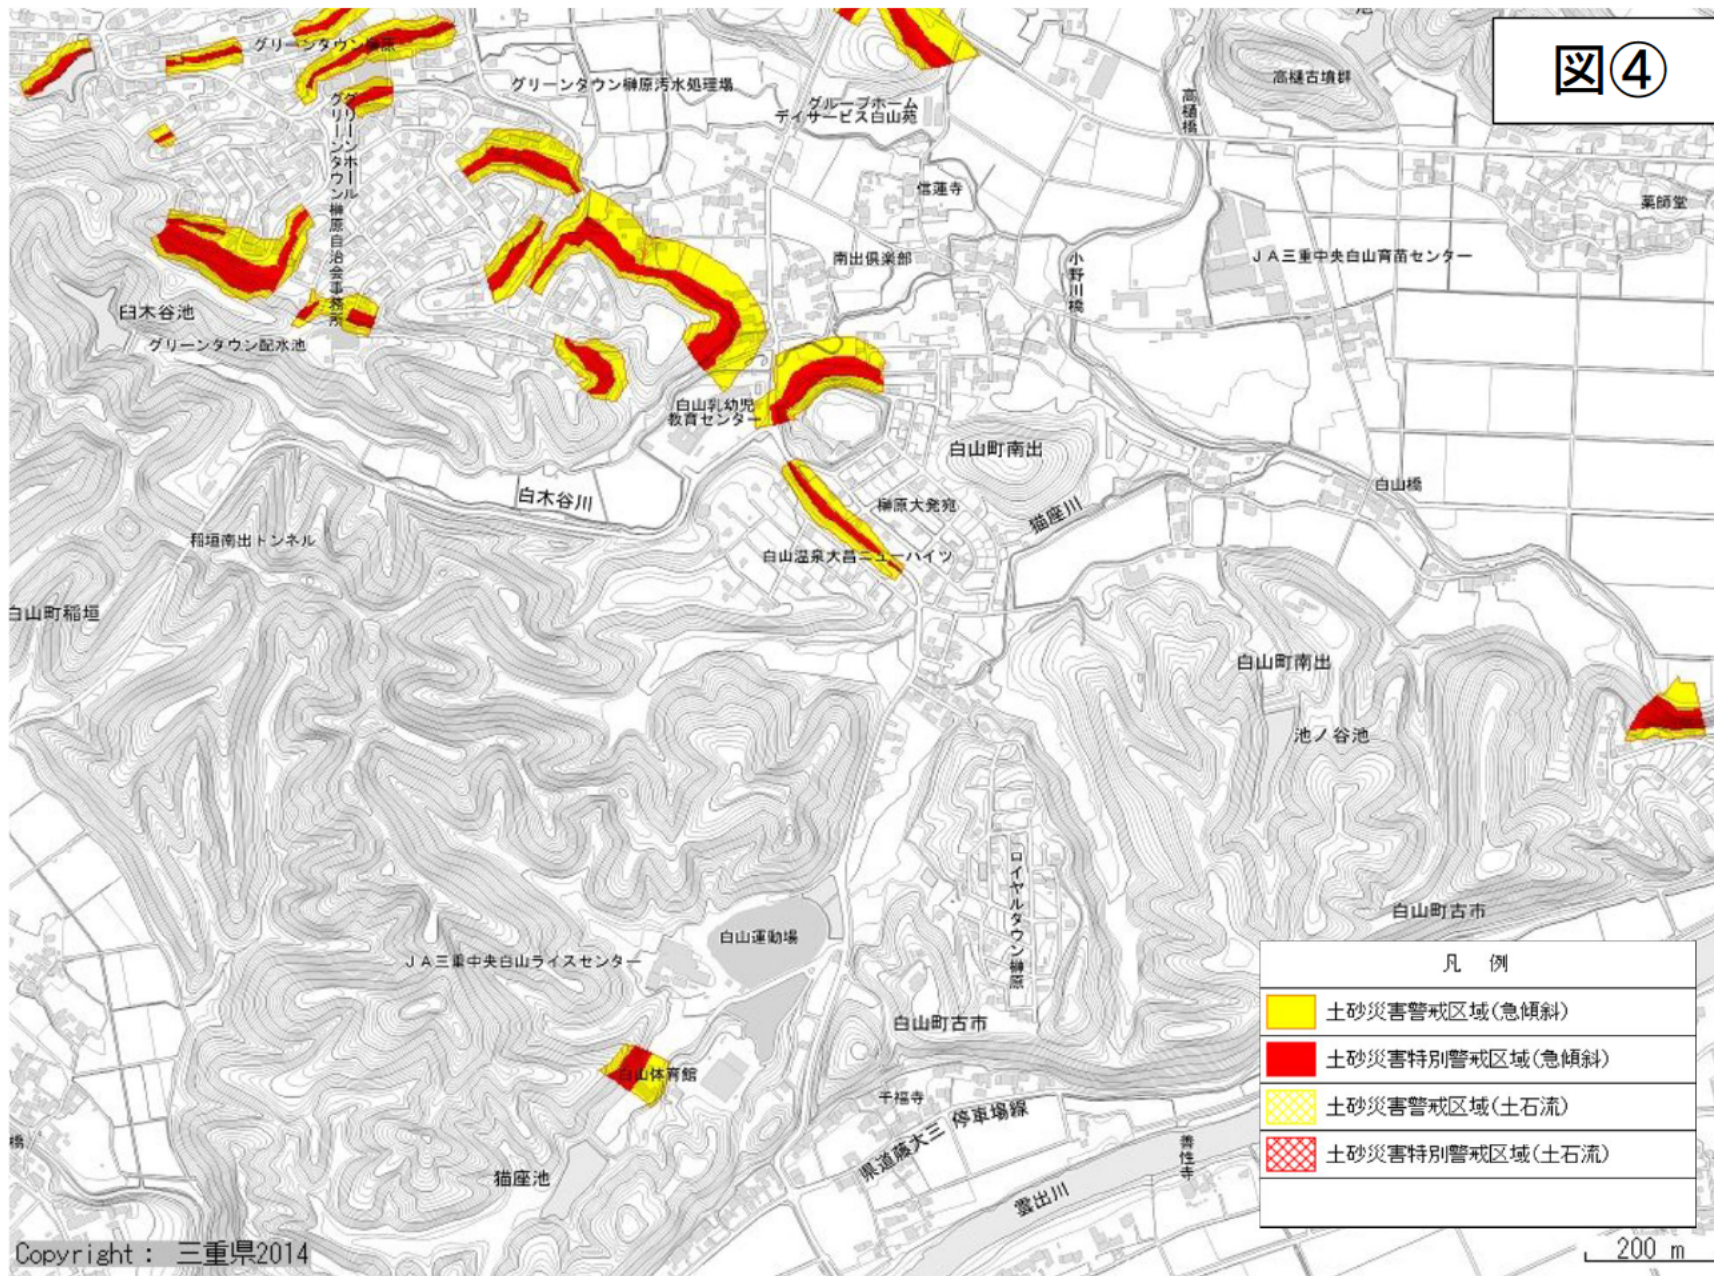 図④
グリーンタウン榊原
グリーンタウン榊原汚水処理場
高樋古墳群
高樋橋
グループホーム
デイサービス白山苑
グリーンホール
グリーンタウン榊原自治会事務所
信蓮寺
薬師堂
南出倶楽部
小野川橋
JA三重中央白山育苗センター
臼木谷池
グリーンタウン配水池
白山乳幼児
教育センター
白山町南出
白山橋
臼木谷川
榊原大発宛
猫座川
稲垣南出トンネル
白山温泉大昌ニューハイツ
白山町稲垣
白山町南出
池ノ谷池
ロイヤルタウン榊原
白山町古市
白山運動場
JA三重中央白山ライスセンター
白山町古市
白山体育館
千福寺
県道藤大三 停車場線
善性寺
橋
猫座池
雲出川
凡 例
土砂災害警戒区域(急傾斜)
土砂災害特別警戒区域(急傾斜)
土砂災害警戒区域(土石流)
土砂災害特別警戒区域(土石流)
Copyright : 三重県2014
200 m